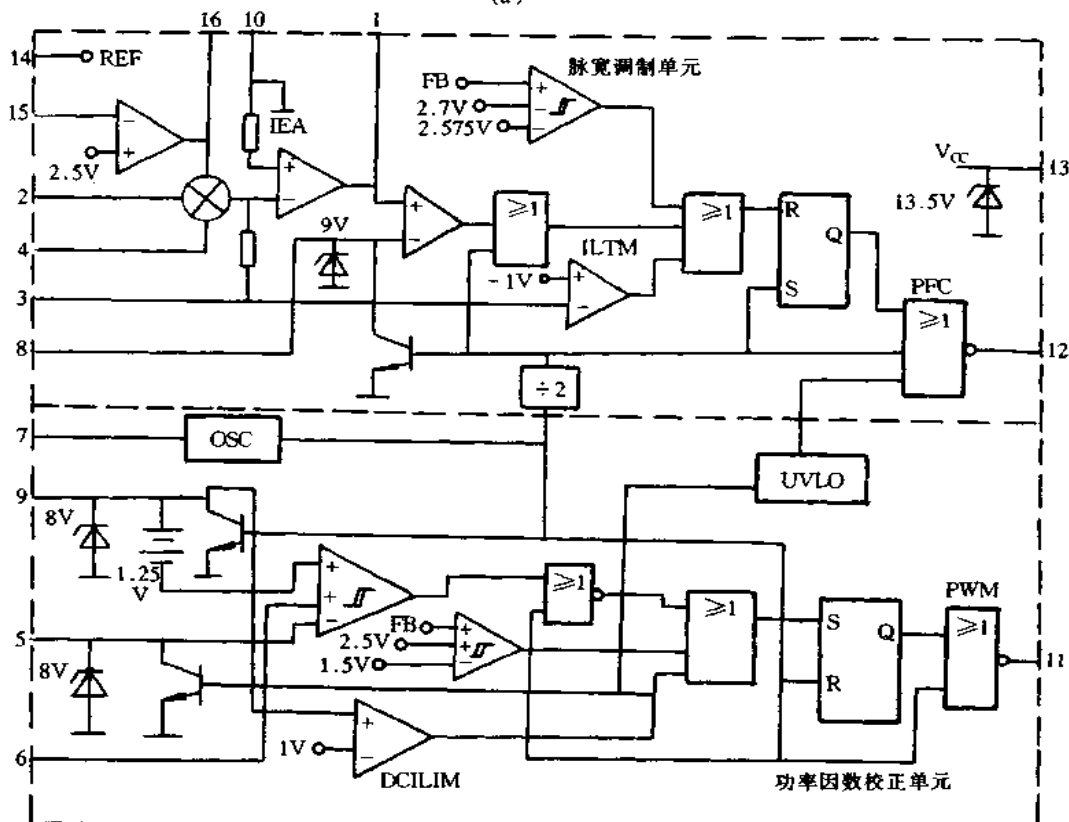 (a)
16 10 1
14 REF
FB
脉宽调制单元
15
IEA
2.7V
2.575V
2.5V
VCC
13
13.5V
2
≥1
≥1
R
Q
9V
ILTM
4
-1V
S
PFC
3
≥1
8
12
÷2
7
OSC
UVLO
9
8V
1.25
V
≥1
PWM
≥1
≥1
5
FB
S
Q
2.5V
1.5V
11
8V
R
1V
6
DCILIM
功率因数校正单元